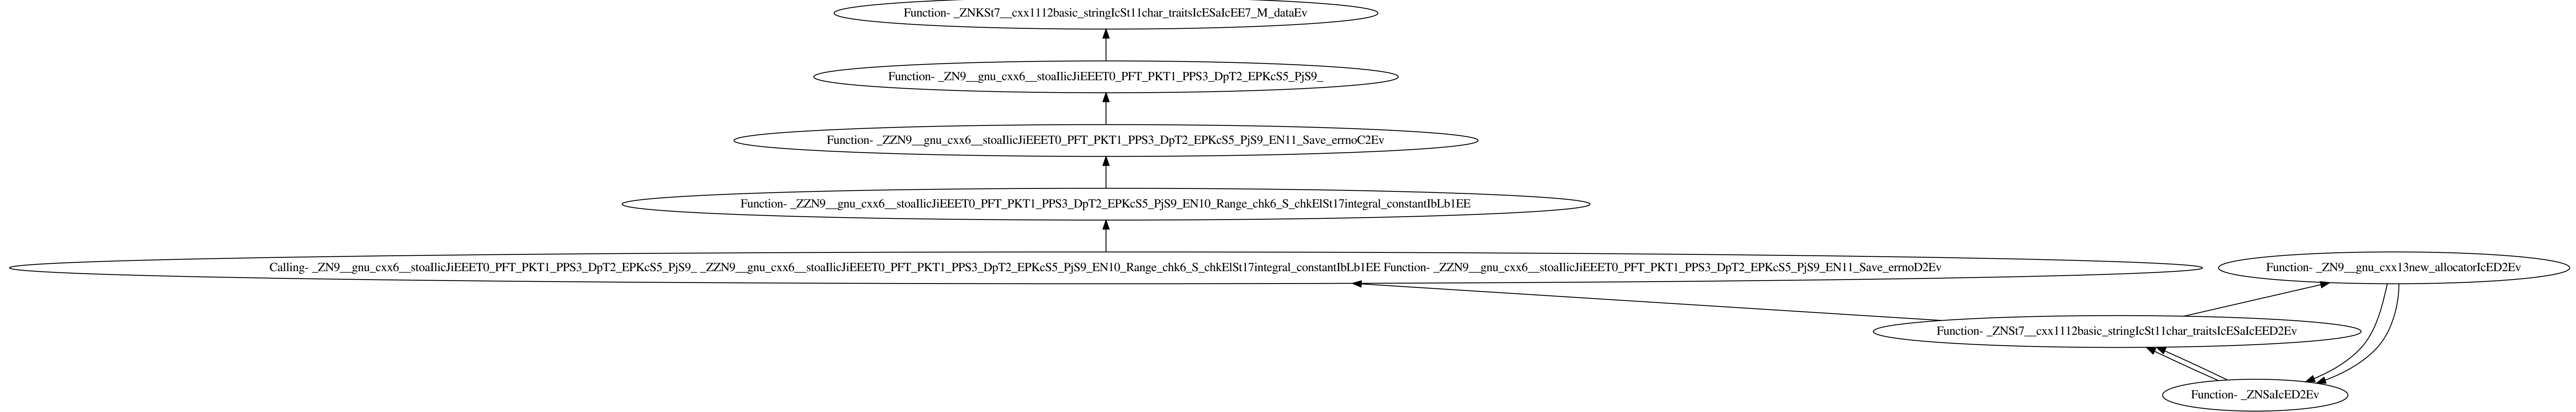 Function- _ZNKSt7__cxx1112basic_stringIcSt11char_traitsIcESaIcEE7_M_dataEv
Function- _ZN9__gnu_cxx6__stoaIlicJiEEET0_PFT_PKT1_PPS3_DpT2_EPKcS5_PjS9_
Function- _ZZN9__gnu_cxx6__stoaIlicJiEEET0_PFT_PKT1_PPS3_DpT2_EPKcS5_PjS9_EN11_Save_errnoC2Ev
Function- _ZZN9__gnu_cxx6__stoaIlicJiEEET0_PFT_PKT1_PPS3_DpT2_EPKcS5_PjS9_EN10_Range_chk6_S_chkElSt17integral_constantIbLb1EE
Calling- _ZN9__gnu_cxx6__stoaIlicJiEEET0_PFT_PKT1_PPS3_DpT2_EPKcS5_PjS9_ _ZZN9__gnu_cxx6__stoaIlicJiEEET0_PFT_PKT1_PPS3_DpT2_EPKcS5_PjS9_EN10_Range_chk6_S_chkElSt17integral_constantIbLb1EE Function- _ZZN9__gnu_cxx6__stoaIlicJiEEET0_PFT_PKT1_PPS3_DpT2_EPKcS5_PjS9_EN11_Save_errnoD2Ev
Function- _ZN9__gnu_cxx13new_allocatorIcED2Ev
Function- _ZNSt7__cxx1112basic_stringIcSt11char_traitsIcESaIcEED2Ev
Function- _ZNSaIcED2Ev